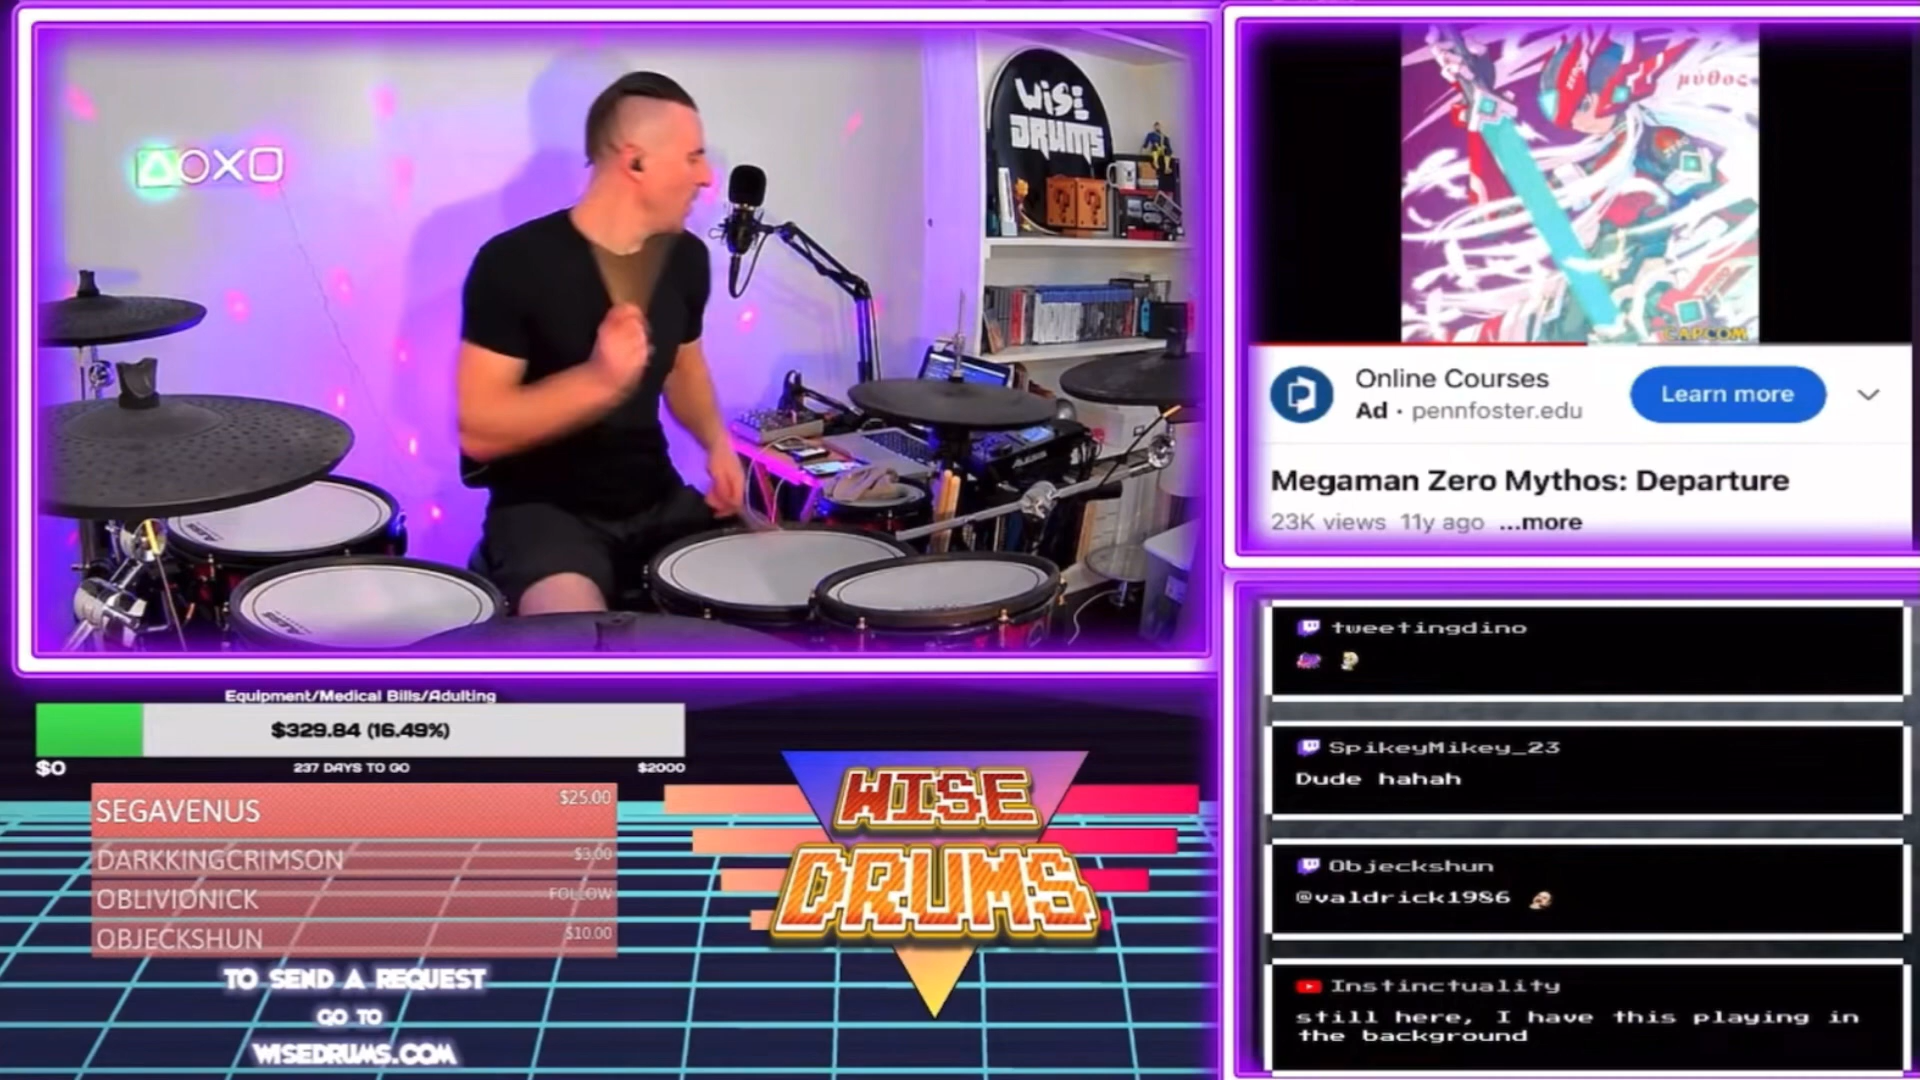 WiSE
DRUMS
μύθος
CAPCOM
Online Courses
Ad · pennfoster.edu
Learn more
Megaman Zero Mythos: Departure
23K views 11y ago ...more
tweetingdino
SpikeyMikey_23
Dude hahah
Objeckshun
@valdrick1986
Instinctuality
still here, I have this playing in
the background
Equipment/Medical Bills/Adulting
$329.84 (16.49%)
$0 237 DAYS TO GO $2000
SEGAVENUS $25.00
DARKKINGCRIMSON $3.00
OBLIVIONICK FOLLOW
OBJECKSHUN $10.00
TO SEND A REQUEST
GO TO
WISEDRUMS.COM
WISE
DRUMS